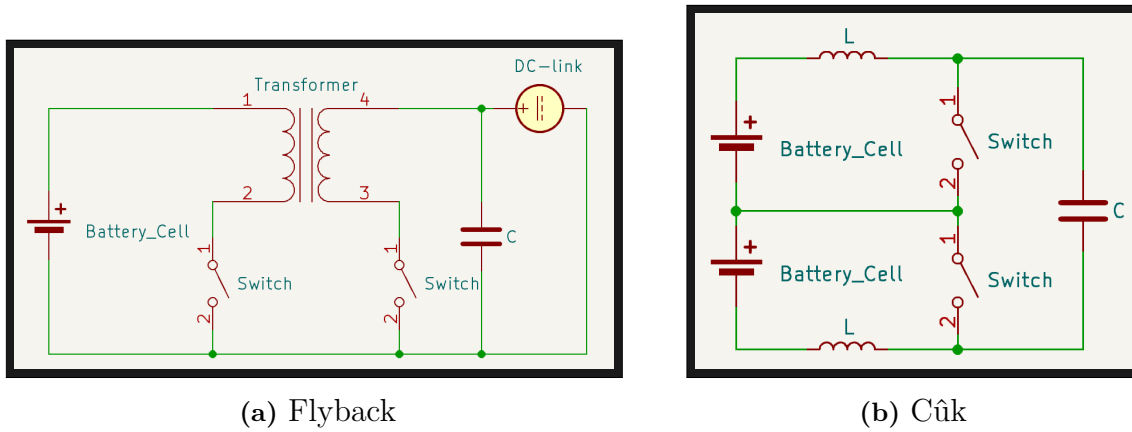 DC-link
Transformer
1
4
+
+
2
3
Battery_Cell
1
1
C
Switch
Switch
2
2
(a) Flyback
L
1
+
Battery_Cell
Switch
2
C
+
1
Battery_Cell
Switch
2
L
(b) Cûk